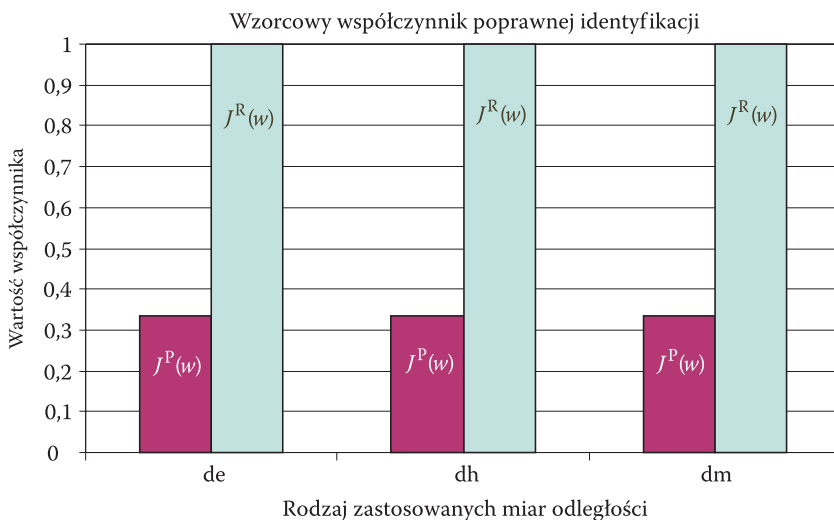 Wzorcowy współczynnik poprawnej identyfikacji
Wartość współczynnika
1
0,9
0,8
0,7
0,6
0,5
0,4
0,3
0,2
0,1
0
J^R(w)
J^R(w)
J^R(w)
J^P(w)
J^P(w)
J^P(w)
de
dh
dm
Rodzaj zastosowanych miar odległości